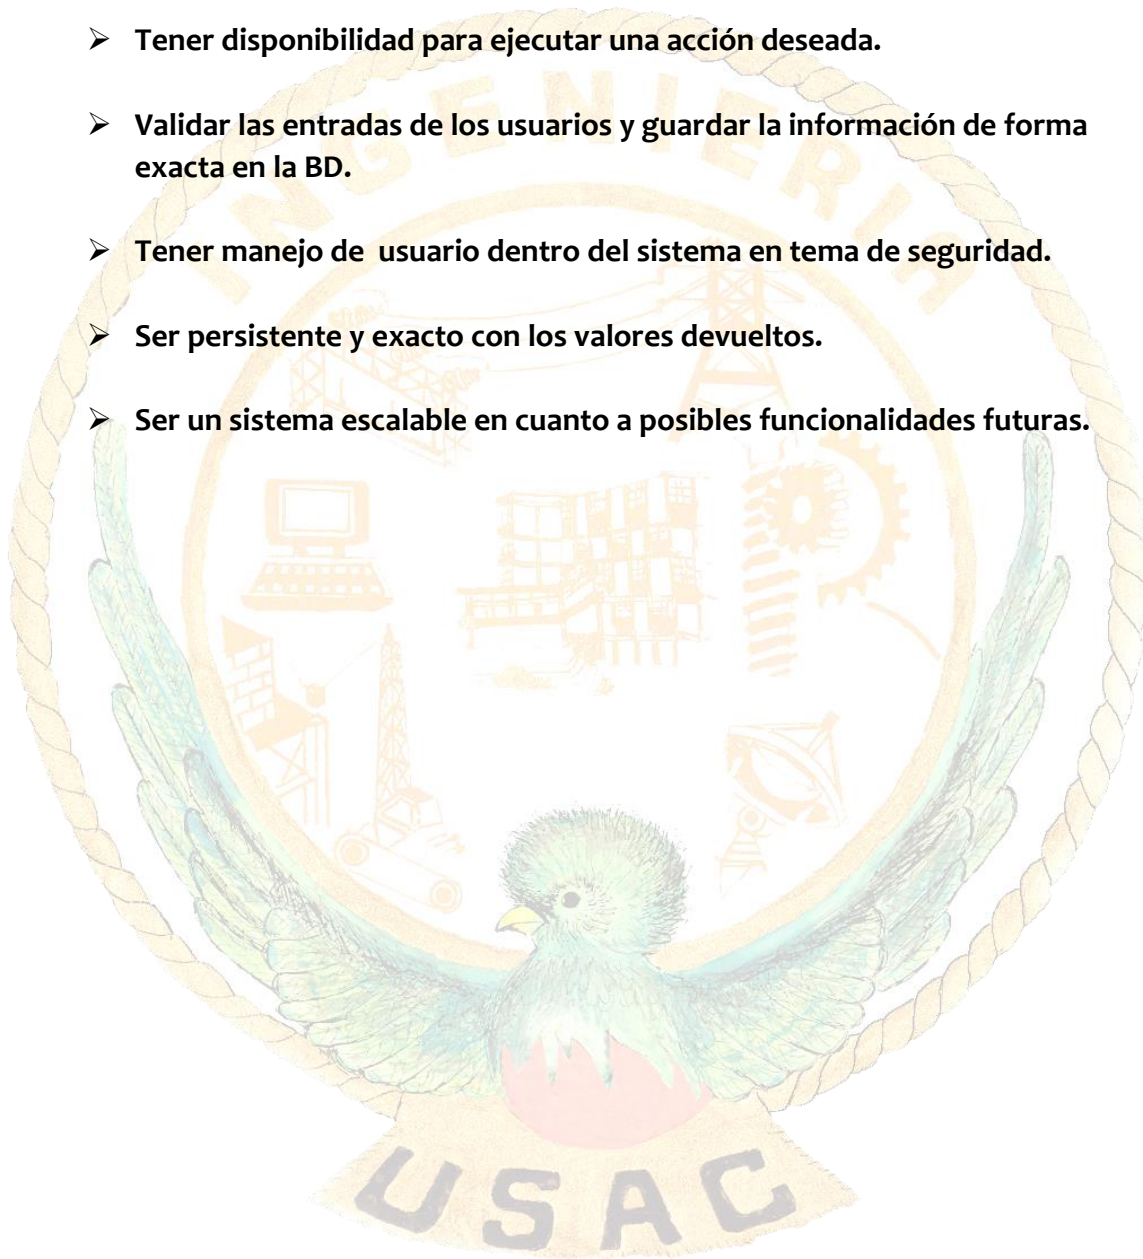 ➢ Tener disponibilidad para ejecutar una acción deseada.
➢ Validar las entradas de los usuarios y guardar la información de forma
exacta en la BD.
➢ Tener manejo de  usuario dentro del sistema en tema de seguridad.
➢ Ser persistente y exacto con los valores devueltos.
➢ Ser un sistema escalable en cuanto a posibles funcionalidades futuras.
INGENIERIA
USAC